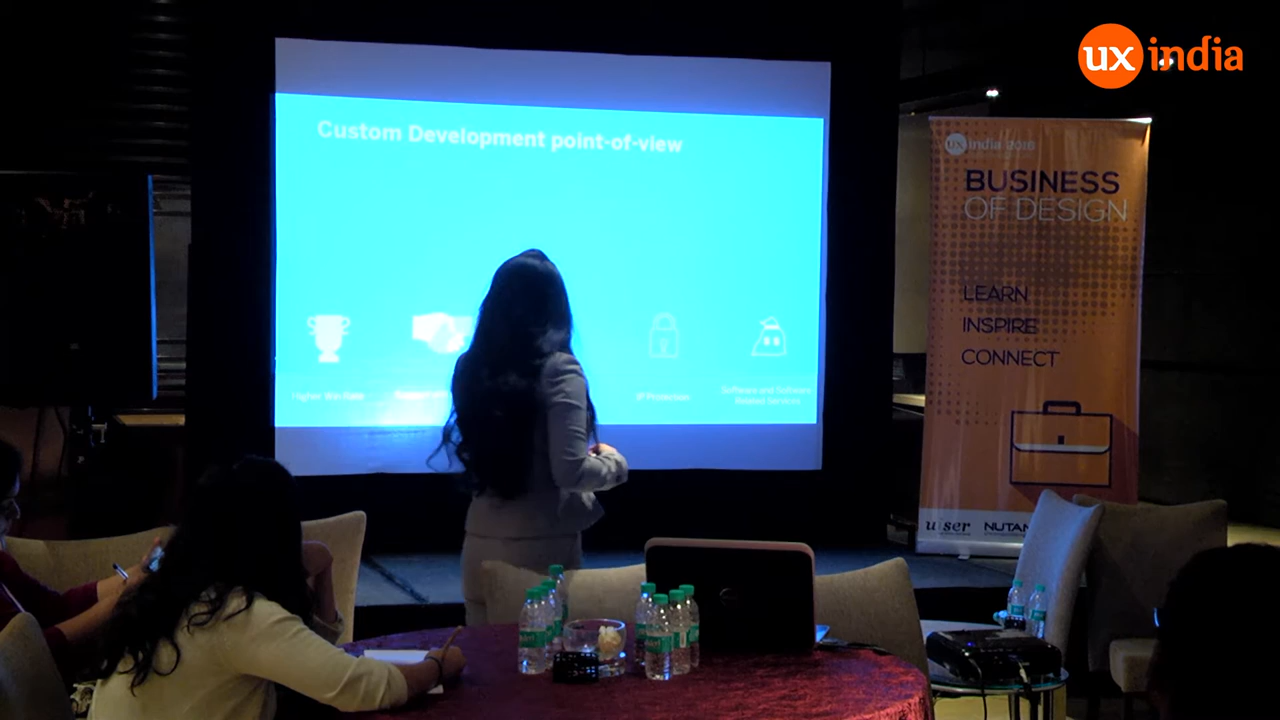 ux india
Custom Development point-of-view
Higher Win Rate
IP Protection
Software and Software
Related Services
ux india 2016
BUSINESS
OF DESIGN
LEARN
INSPIRE
CONNECT
NUTAN